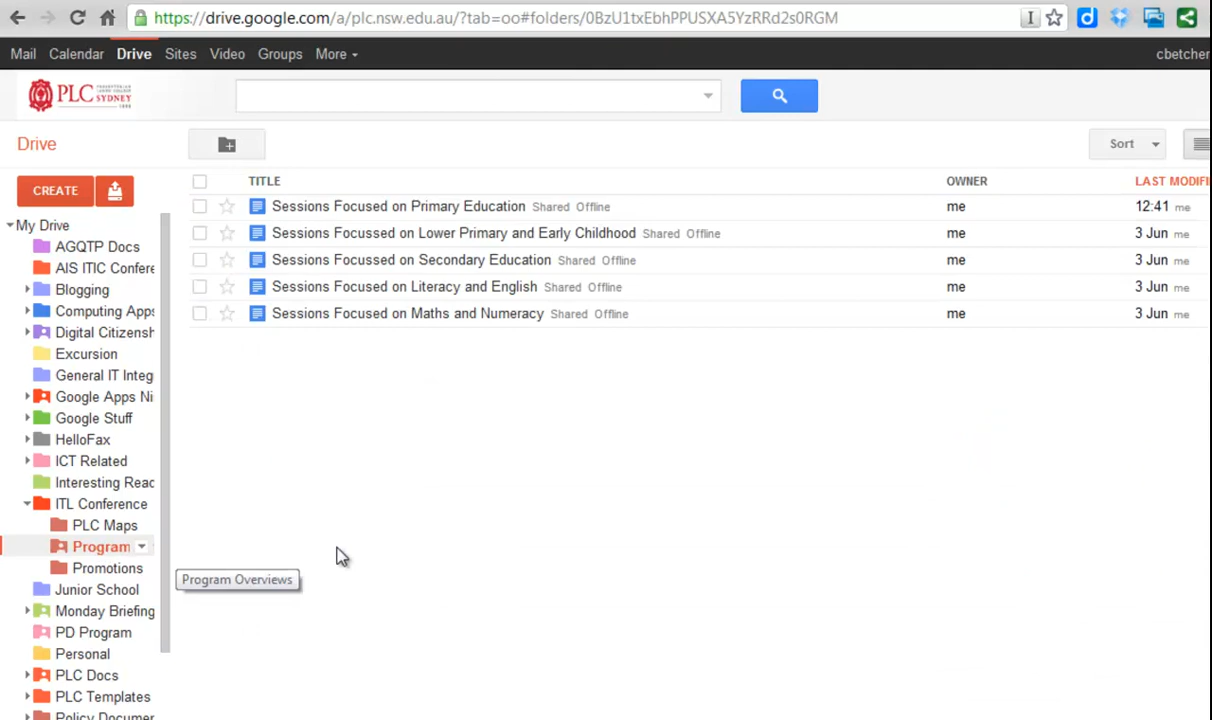 https://drive.google.com/a/plc.nsw.edu.au/?tab=oo#folders/0BzU1txEbhPPUSXA5YzRRd2s0RGM
Mail Calendar Drive Sites Video Groups More cbetcher
PLC SYDNEY
Drive
Sort
CREATE
TITLE OWNER LAST MODIFI
Sessions Focused on Primary Education Shared Offline me 12:41 me
Sessions Focussed on Lower Primary and Early Childhood Shared Offline me 3 Jun me
Sessions Focussed on Secondary Education Shared Offline me 3 Jun me
Sessions Focused on Literacy and English Shared Offline me 3 Jun me
Sessions Focused on Maths and Numeracy Shared Offline me 3 Jun me
My Drive
AGQTP Docs
AIS ITIC Confere
Blogging
Computing Apps
Digital Citizensh
Excursion
General IT Integ
Google Apps Ni
Google Stuff
HelloFax
ICT Related
Interesting Reac
ITL Conference
PLC Maps
Program
Promotions
Program Overviews
Junior School
Monday Briefing
PD Program
Personal
PLC Docs
PLC Templates
Policy Documer